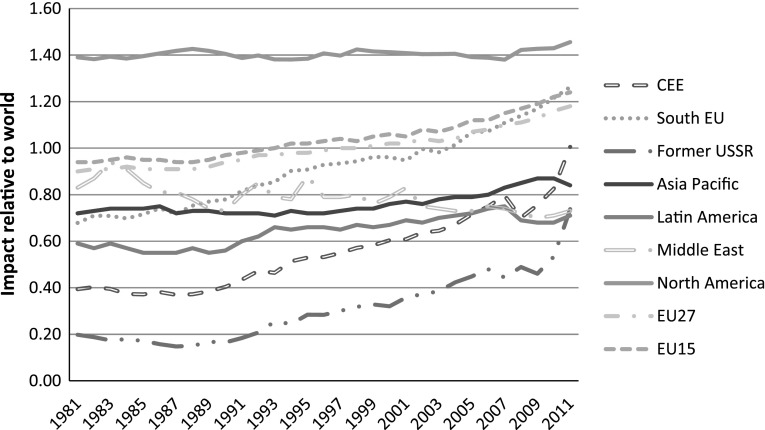 1.60
1.40
1.20
1.00
0.80
0.60
0.40
0.20
0.00
Impact relative to world
1981
1983
1985
1987
1989
1991
1993
1995
1997
1999
2001
2003
2005
2007
2009
2011
CEE
South EU
Former USSR
Asia Pacific
Latin America
Middle East
North America
EU27
EU15